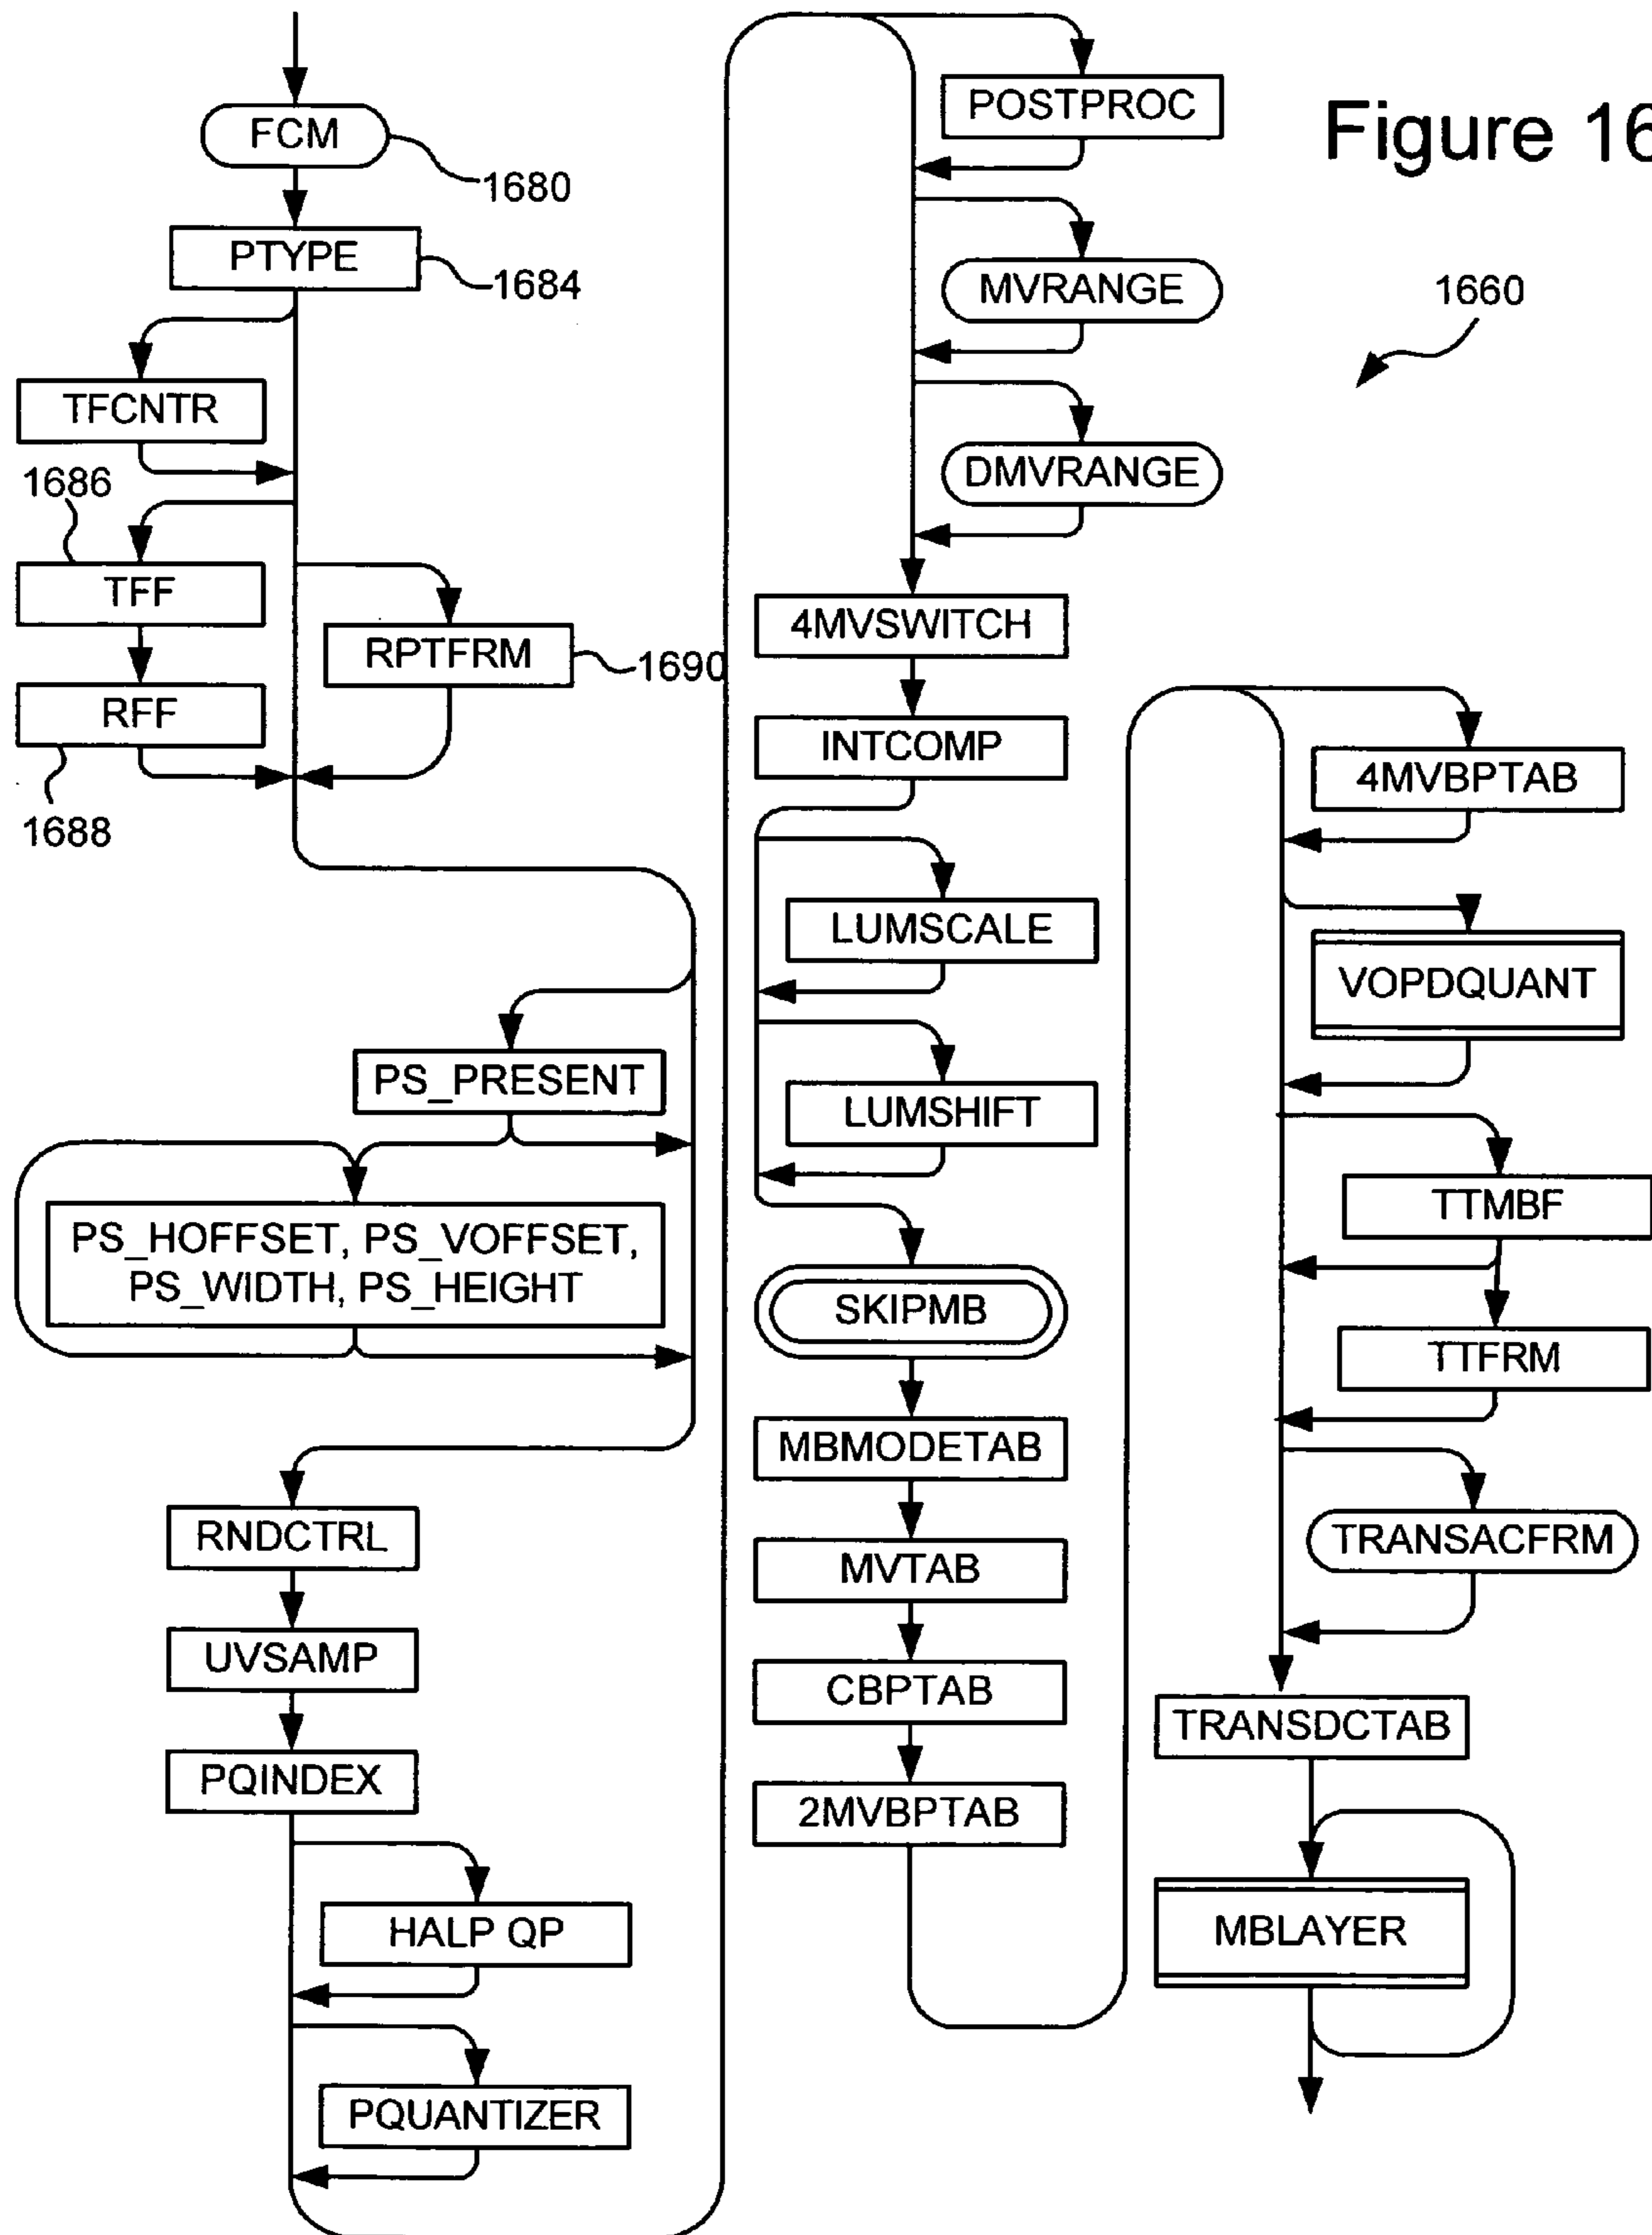 Figure 16
1660
FCM
1680
PTYPE
1684
TFCNTR
1686
TFF
RFF
1688
RPTFRM
1690
PS_PRESENT
PS_HOFFSET, PS_VOFFSET,
PS_WIDTH, PS_HEIGHT
RNDCTRL
UVSAMP
PQINDEX
HALP QP
PQUANTIZER
POSTPROC
MVRANGE
DMVRANGE
4MVSWITCH
INTCOMP
LUMSCALE
LUMSHIFT
SKIPMB
MBMODETAB
MVTAB
CBPTAB
2MVBPTAB
4MVBPTAB
VOPDQUANT
TTMBF
TTFRM
TRANSACFRM
TRANSDCTAB
MBLAYER